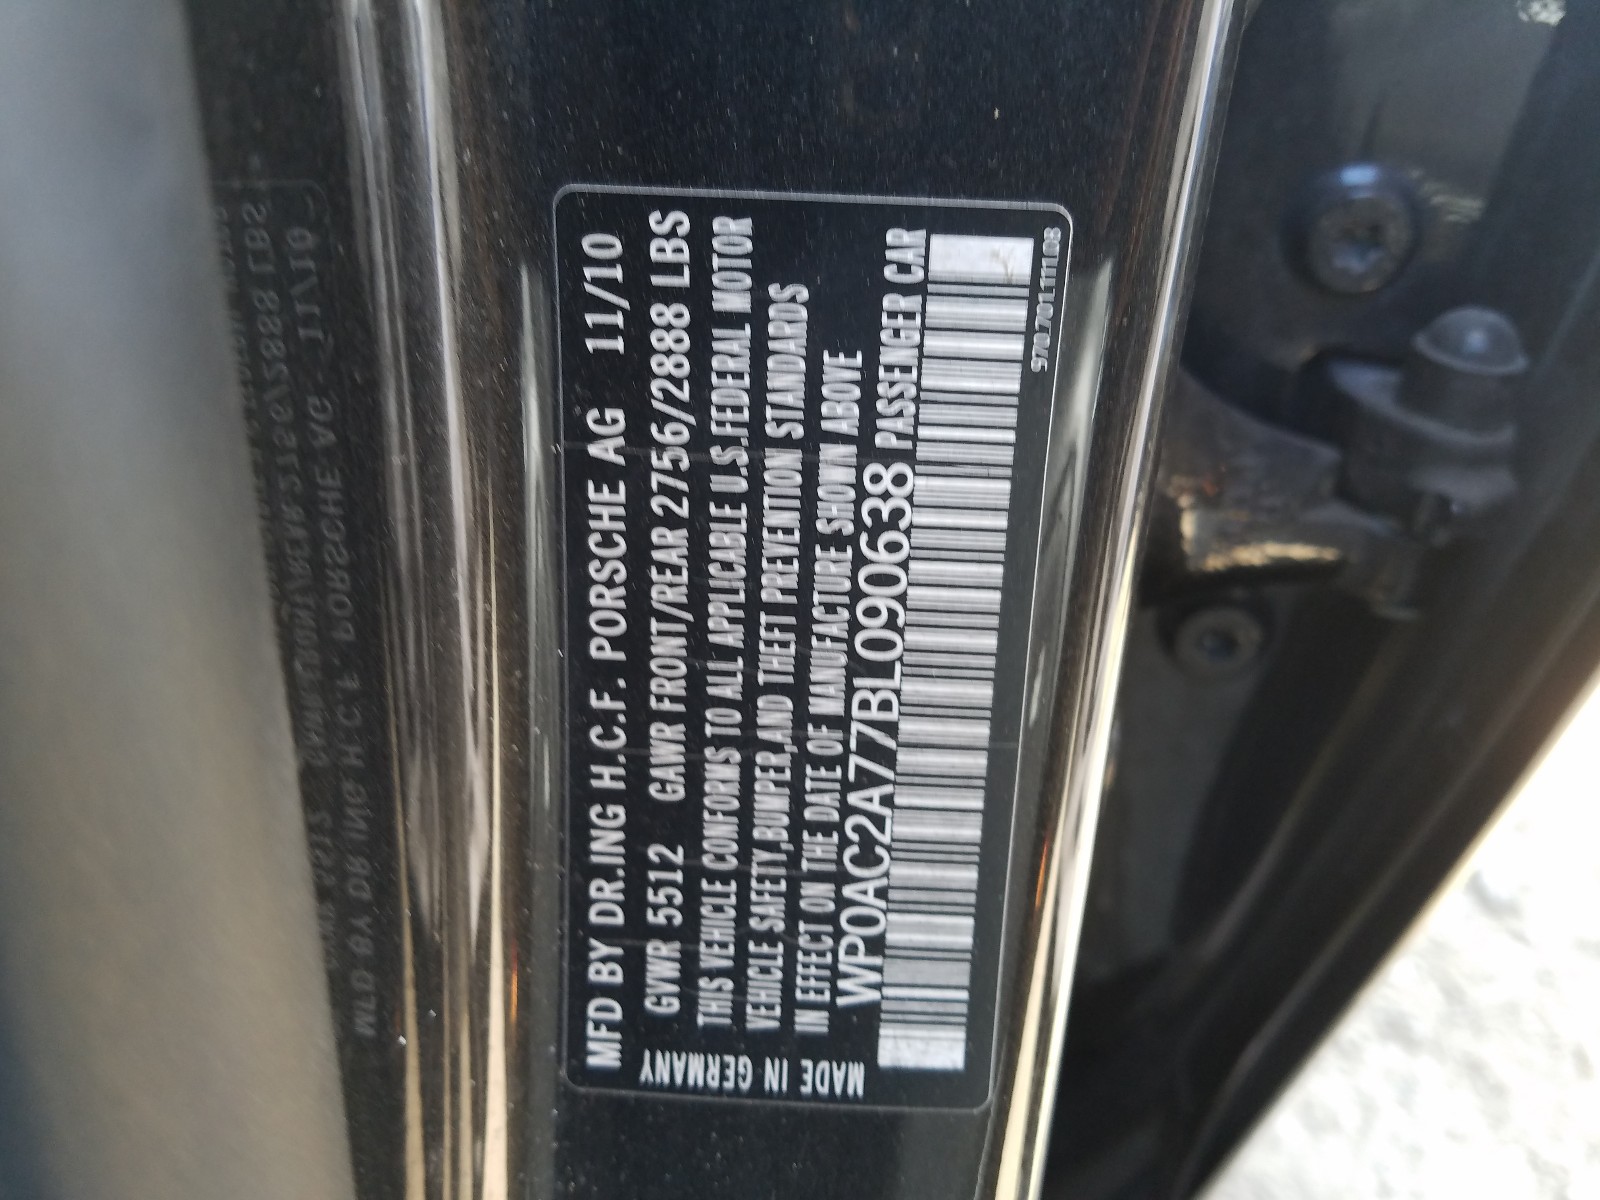 MFD BY DR.ING H.C.F. PORSCHE AG 11/10
GVWR 5512 GAWR FRONT/REAR 2756/2888 LBS
THIS VEHICLE CONFORMS TO ALL APPLICABLE U.S.FEDERAL MOTOR
VEHICLE SAFETY,BUMPER,AND THEFT PREVENTION STANDARDS
IN EFFECT ON THE DATE OF MANUFACTURE SHOWN ABOVE
WP0AC2A77BL090638 PASSENGER CAR
MADE IN GERMANY